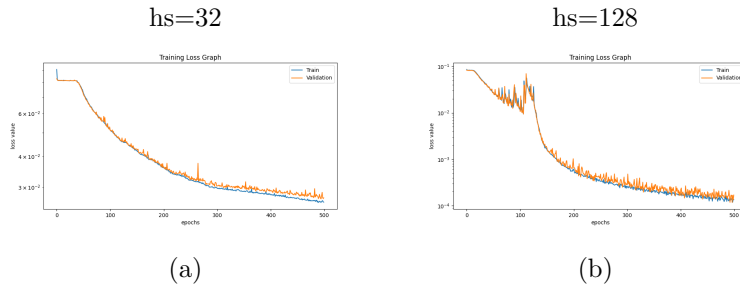 hs=32
hs=128
Training Loss Graph
Train
Validation
6 × 10⁻²
4 × 10⁻²
3 × 10⁻²
loss value
0
100
200
300
400
500
epochs
(a)
Training Loss Graph
Train
Validation
10⁻¹
10⁻²
10⁻³
10⁻⁴
loss value
0
100
200
300
400
500
epochs
(b)